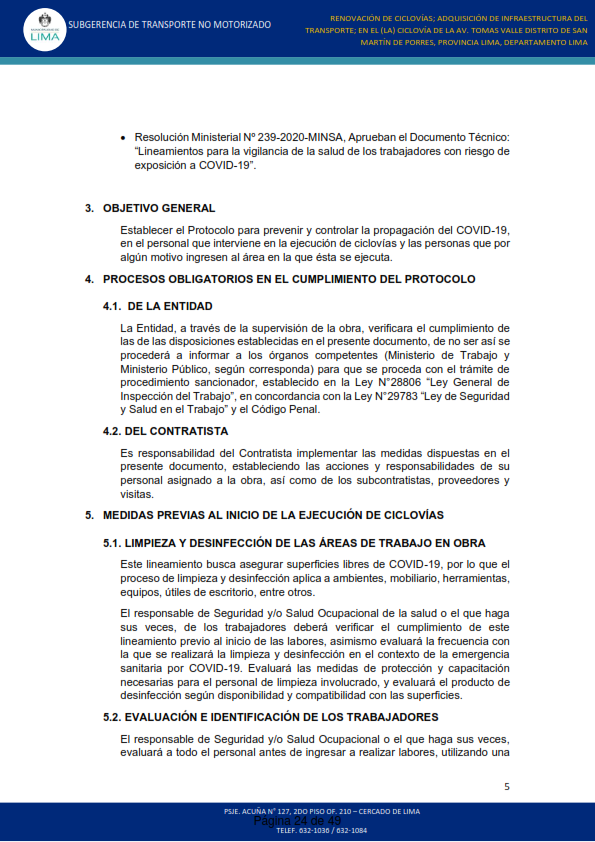 SUBGERENCIA DE TRANSPORTE NO MOTORIZADO
RENOVACIÓN DE CICLOVÍAS; ADQUISICIÓN DE INFRAESTRUCTURA DEL
TRANSPORTE; EN EL (LA) CICLOVÍA DE LA AV. TOMAS VALLE DISTRITO DE SAN
MARTÍN DE PORRES, PROVINCIA LIMA, DEPARTAMENTO LIMA
LIMA
• Resolución Ministerial Nº 239-2020-MINSA, Aprueban el Documento Técnico:
“Lineamientos para la vigilancia de la salud de los trabajadores con riesgo de
exposición a COVID-19”.
3. OBJETIVO GENERAL
Establecer el Protocolo para prevenir y controlar la propagación del COVID-19,
en el personal que interviene en la ejecución de ciclovías y las personas que por
algún motivo ingresen al área en la que ésta se ejecuta.
4. PROCESOS OBLIGATORIOS EN EL CUMPLIMIENTO DEL PROTOCOLO
4.1. DE LA ENTIDAD
La Entidad, a través de la supervisión de la obra, verificara el cumplimiento de
las de las disposiciones establecidas en el presente documento, de no ser así se
procederá a informar a los órganos competentes (Ministerio de Trabajo y
Ministerio Público, según corresponda) para que se proceda con el trámite de
procedimiento sancionador, establecido en la Ley N°28806 “Ley General de
Inspección del Trabajo”, en concordancia con la Ley N°29783 “Ley de Seguridad
y Salud en el Trabajo” y el Código Penal.
4.2. DEL CONTRATISTA
Es responsabilidad del Contratista implementar las medidas dispuestas en el
presente documento, estableciendo las acciones y responsabilidades de su
personal asignado a la obra, así como de los subcontratistas, proveedores y
visitas.
5. MEDIDAS PREVIAS AL INICIO DE LA EJECUCIÓN DE CICLOVÍAS
5.1. LIMPIEZA Y DESINFECCIÓN DE LAS ÁREAS DE TRABAJO EN OBRA
Este lineamiento busca asegurar superficies libres de COVID-19, por lo que el
proceso de limpieza y desinfección aplica a ambientes, mobiliario, herramientas,
equipos, útiles de escritorio, entre otros.
El responsable de Seguridad y/o Salud Ocupacional de la salud o el que haga
sus veces, de los trabajadores deberá verificar el cumplimiento de este
lineamiento previo al inicio de las labores, asimismo evaluará la frecuencia con
la que se realizará la limpieza y desinfección en el contexto de la emergencia
sanitaria por COVID-19. Evaluará las medidas de protección y capacitación
necesarias para el personal de limpieza involucrado, y evaluará el producto de
desinfección según disponibilidad y compatibilidad con las superficies.
5.2. EVALUACIÓN E IDENTIFICACIÓN DE LOS TRABAJADORES
El responsable de Seguridad y/o Salud Ocupacional o el que haga sus veces,
evaluará a todo el personal antes de ingresar a realizar labores, utilizando una
5
PSJE. ACUÑA N° 127, 2DO PISO OF. 210 – CERCADO DE LIMA
Página 24 de 49
TELEF. 632-1036 / 632-1084